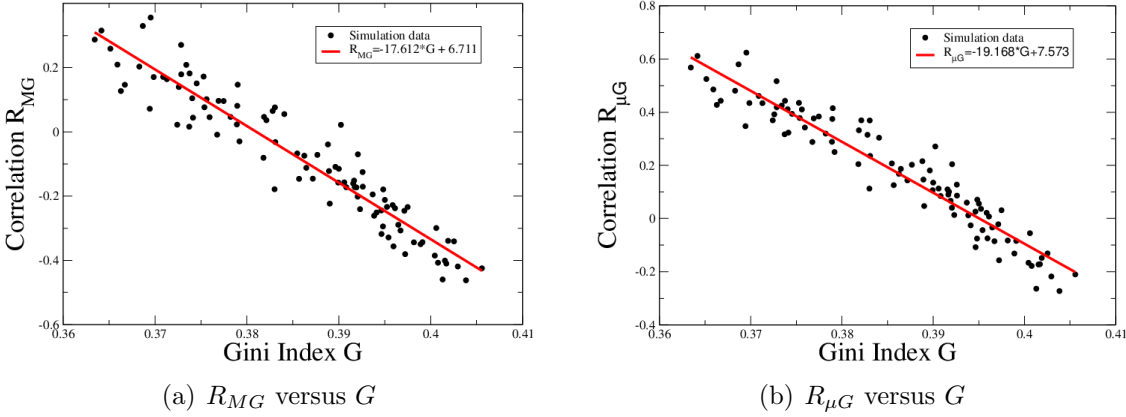 Correlation R_MG
0.4
0.2
0
-0.2
-0.4
-0.6
0.36 0.37 0.38 0.39 0.4 0.41
Gini Index G
Simulation data
R_MG=-17.612*G + 6.711
(a) R_MG versus G
Correlation R_μG
0.8
0.6
0.4
0.2
0
-0.2
-0.4
0.36 0.37 0.38 0.39 0.4 0.41
Gini Index G
Simulation data
R_μG=-19.168*G+7.573
(b) R_μG versus G